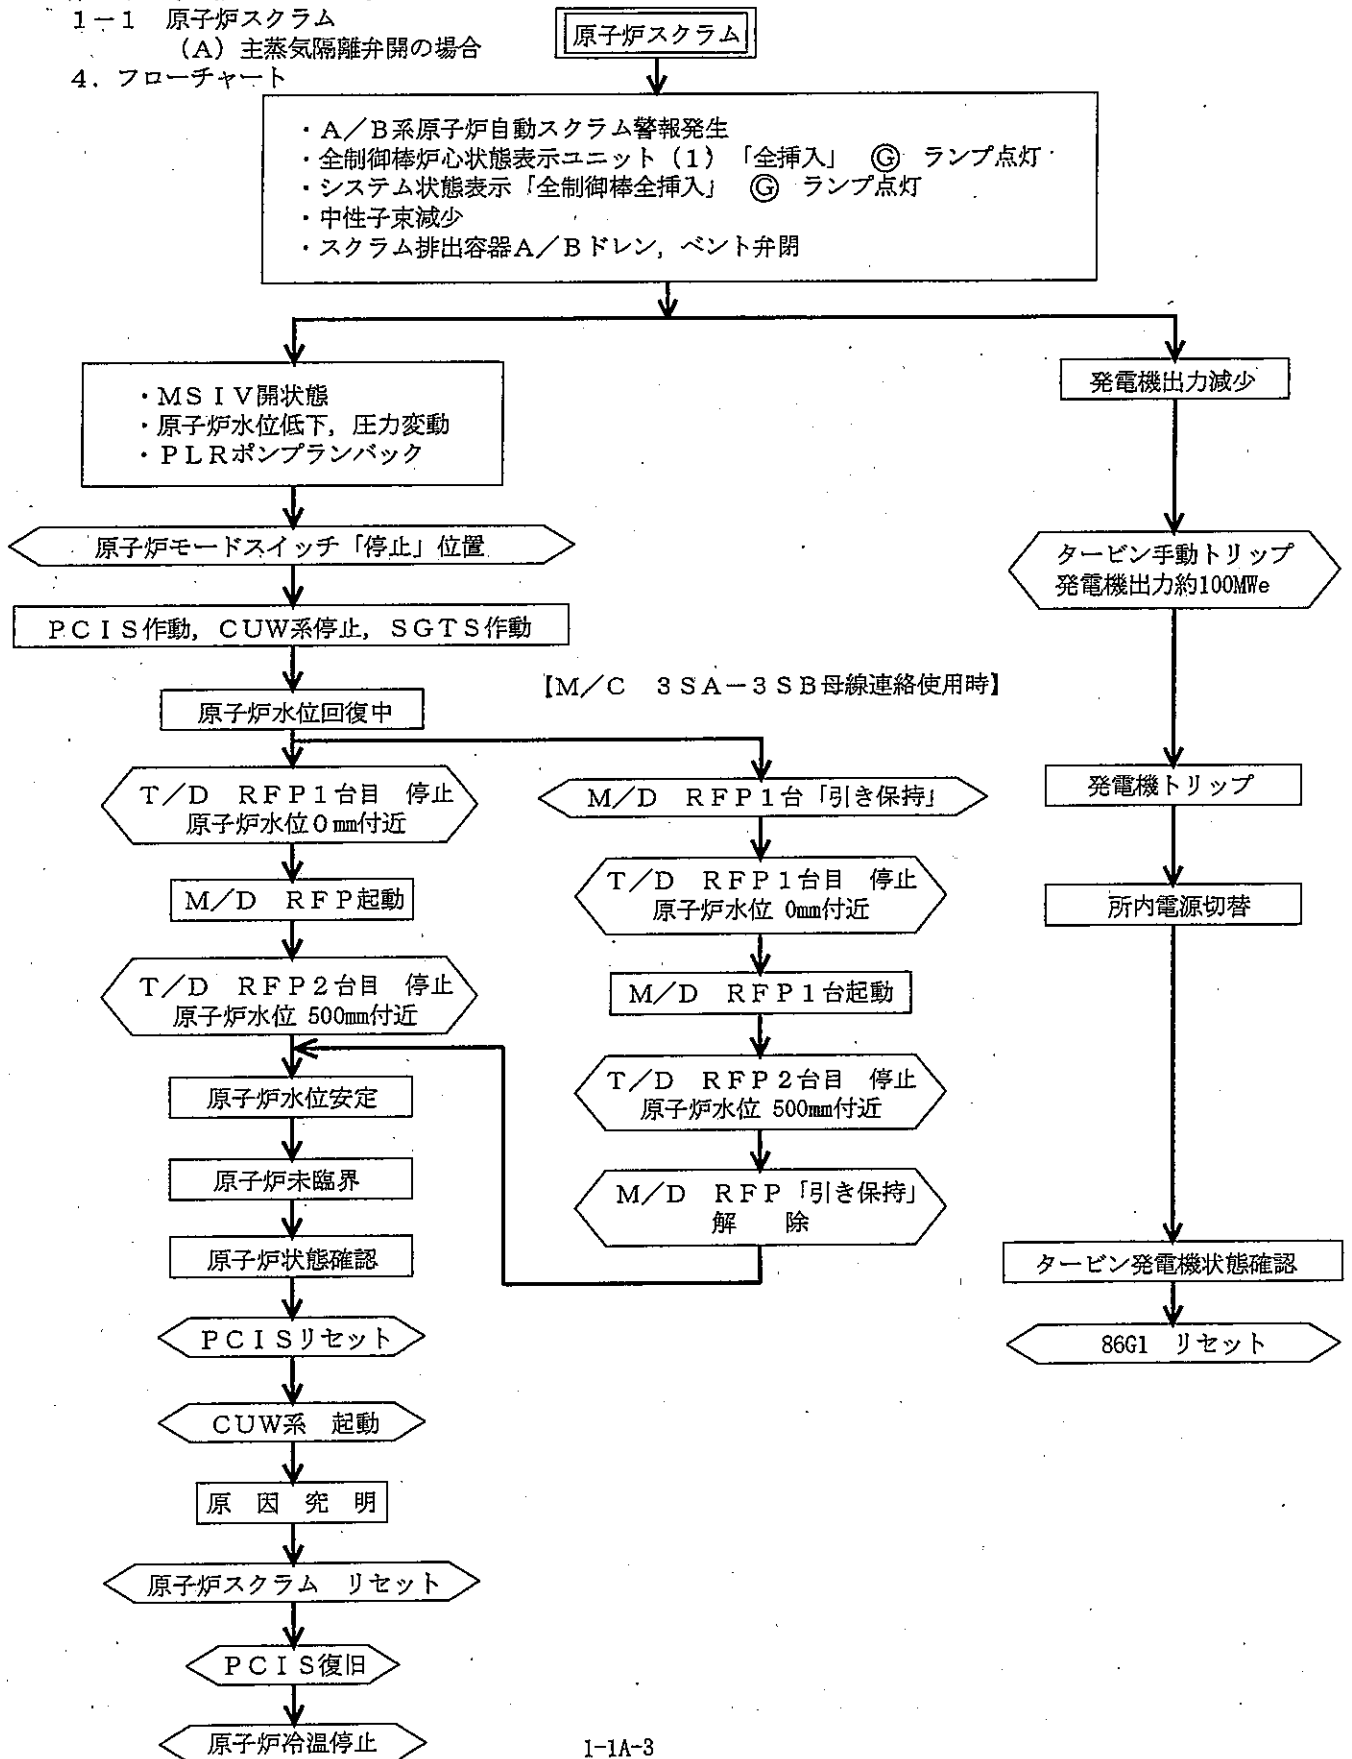 1－1　原子炉スクラム
（A）主蒸気隔離弁開の場合
4．フローチャート
原子炉スクラム
・A／B系原子炉自動スクラム警報発生
・全制御棒炉心状態表示ユニット（1）「全挿入」　Ⓖ　ランプ点灯
・システム状態表示「全制御棒全挿入」　Ⓖ　ランプ点灯
・中性子束減少
・スクラム排出容器A／Bドレン，ベント弁閉
・MSIV開状態
・原子炉水位低下，圧力変動
・PLRポンプランバック
原子炉モードスイッチ「停止」位置
PCIS作動，CUW系停止，SGTS作動
原子炉水位回復中
T／D　RFP1台目　停止
原子炉水位0㎜付近
M／D　RFP起動
T／D　RFP2台目　停止
原子炉水位 500㎜付近
原子炉水位安定
原子炉未臨界
原子炉状態確認
PCISリセット
CUW系　起動
原　因　究　明
原子炉スクラム　リセット
PCIS復旧
原子炉冷温停止
【M／C　3SA－3SB母線連絡使用時】
M／D　RFP1台「引き保持」
T／D　RFP1台目　停止
原子炉水位 0㎜付近
M／D　RFP1台起動
T／D　RFP2台目　停止
原子炉水位 500㎜付近
M／D　RFP「引き保持」
解　　除
発電機出力減少
タービン手動トリップ
発電機出力約100MWe
発電機トリップ
所内電源切替
タービン発電機状態確認
86G1　リセット
1-1A-3